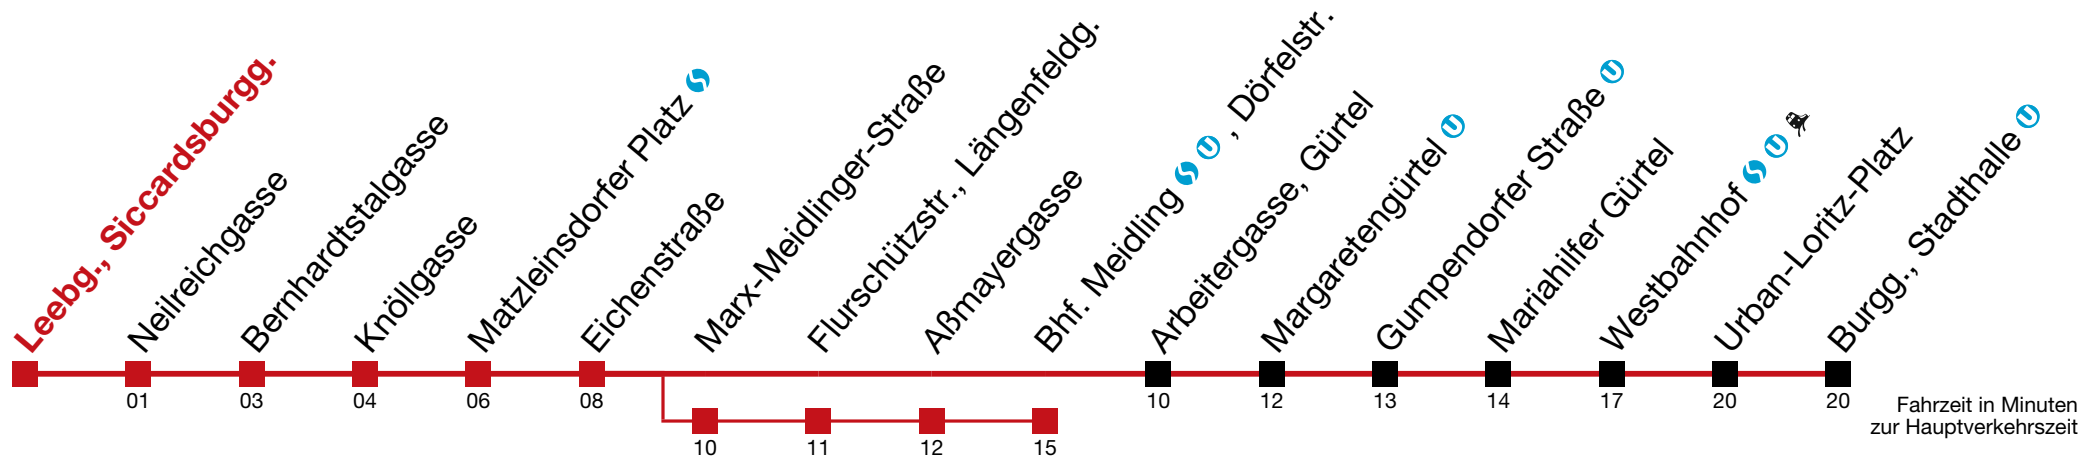 Leebg., Siccardsburgg.
Neilreichgasse
Bernhardtstalgasse
Knöllgasse
Matzleinsdorfer Platz
Eichenstraße
Marx-Meidlinger-Straße
Flurschützstr., Längenfeldg.
Aßmayergasse
Bhf. Meidling S U , Dörfelstr.
Arbeitergasse, Gürtel
Margaretengürtel U
Gumpendorfer Straße U
Mariahilfer Gürtel
Westbahnhof S U
Urban-Loritz-Platz
Burgg., Stadthalle U
01 03 04 06 08 10 12 13 14 17 20 20
10 11 12 15
Fahrzeit in Minuten
zur Hauptverkehrszeit